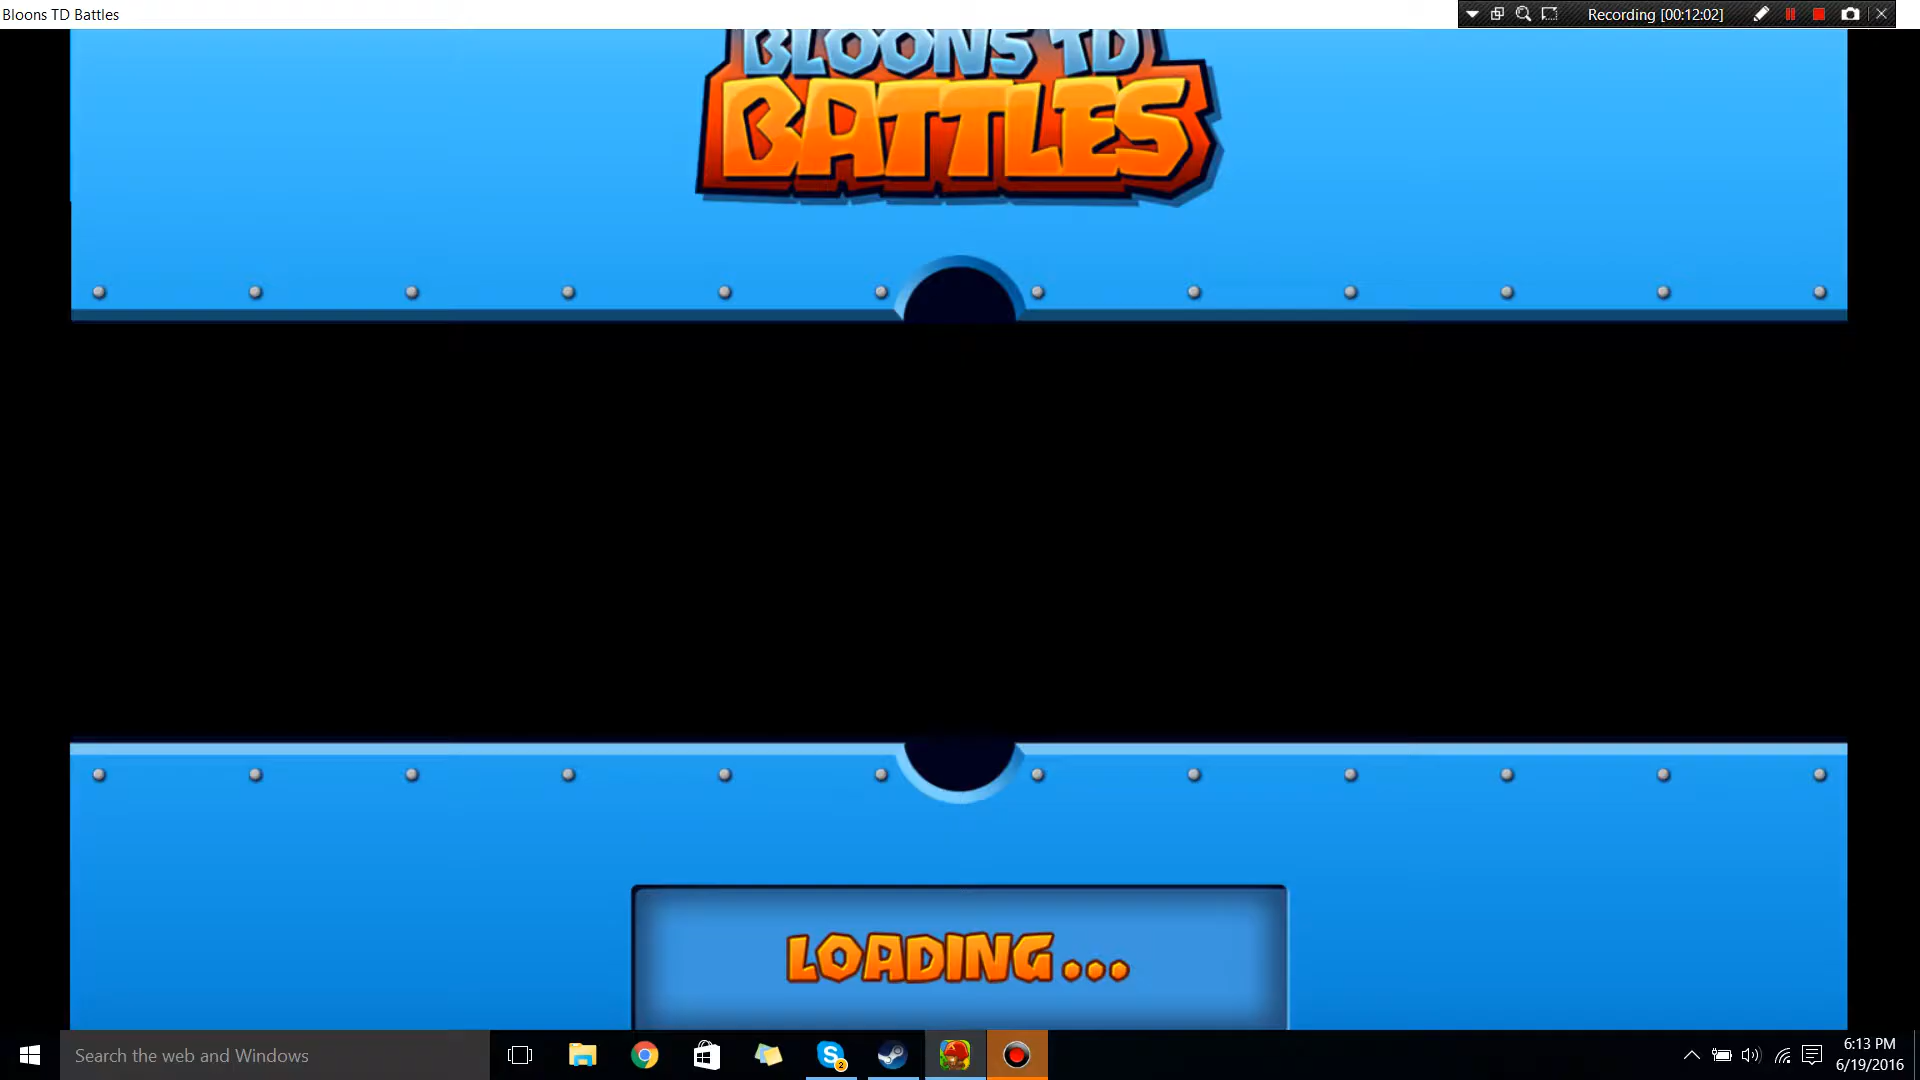 Bloons TD Battles
Recording [00:12:02]
BLOONS TD
BATTLES
LOADING...
Search the web and Windows
2
6:13 PM
6/19/2016